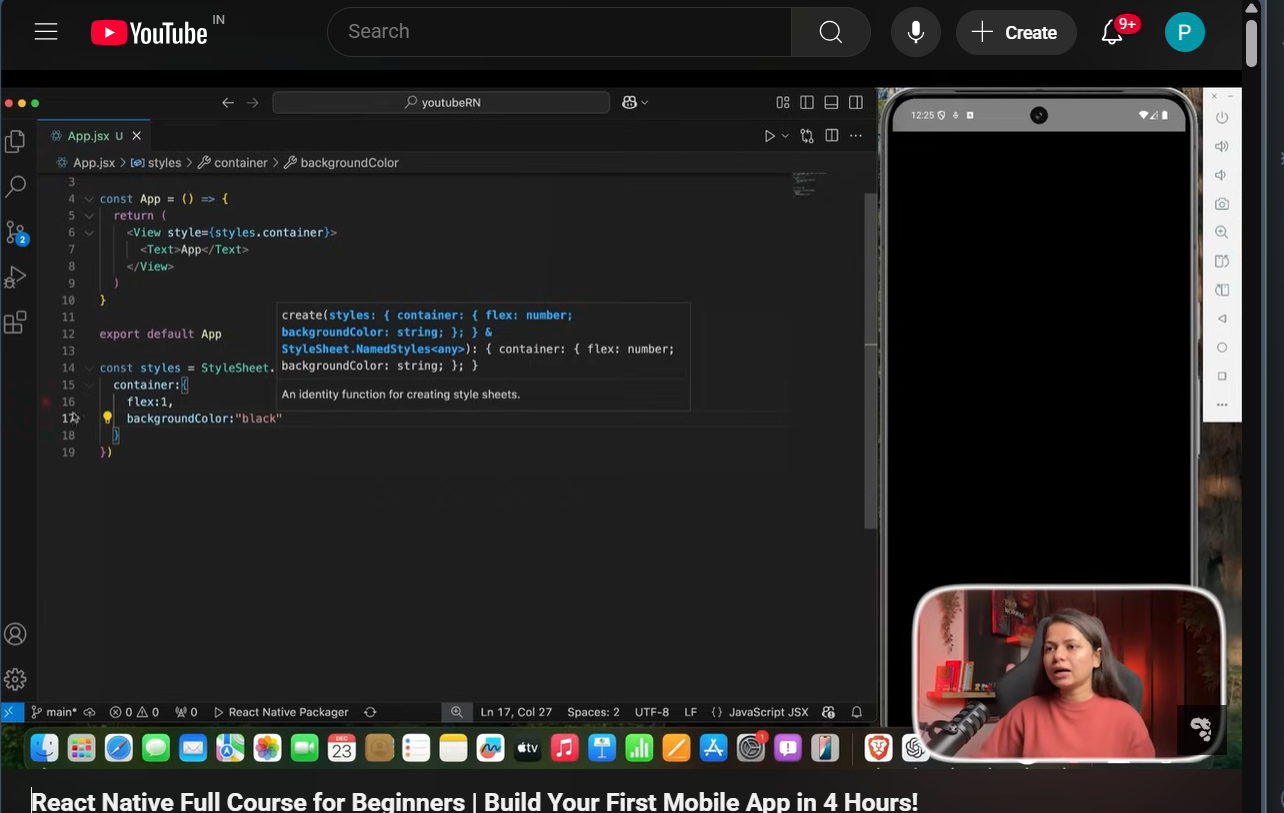 YouTube IN
Search
Create
9+
P
youtubeRN
App.jsx U
App.jsx > styles > container > backgroundColor
3
4 const App = () => {
5 return (
6 <View style={styles.container}>
7 <Text>App</Text>
8 </View>
9 )
10 }
11
12 export default App
13
14 const styles = StyleSheet.
15 container:{
16 flex:1,
17 backgroundColor:"black"
18 }
19 })
create(styles: { container: { flex: number;
backgroundColor: string; }; } &
StyleSheet.NamedStyles<any>): { container: { flex: number;
backgroundColor: string; }; }
An identity function for creating style sheets.
2
12:25
main* 0 0 0 React Native Packager Ln 17, Col 27 Spaces: 2 UTF-8 LF {} JavaScript JSX
DEC
23
tv
1
React Native Full Course for Beginners | Build Your First Mobile App in 4 Hours!